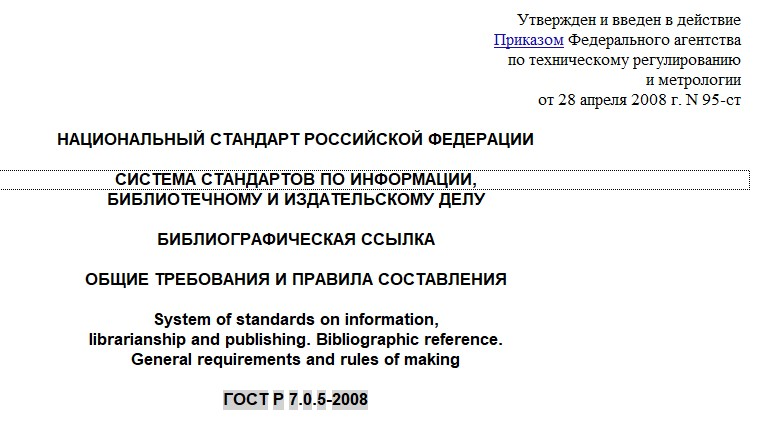 Утвержден и введен в действие
Приказом Федерального агентства
по техническому регулированию
и метрологии
от 28 апреля 2008 г. N 95-ст
НАЦИОНАЛЬНЫЙ СТАНДАРТ РОССИЙСКОЙ ФЕДЕРАЦИИ
СИСТЕМА СТАНДАРТОВ ПО ИНФОРМАЦИИ,
БИБЛИОТЕЧНОМУ И ИЗДАТЕЛЬСКОМУ ДЕЛУ
БИБЛИОГРАФИЧЕСКАЯ ССЫЛКА
ОБЩИЕ ТРЕБОВАНИЯ И ПРАВИЛА СОСТАВЛЕНИЯ
System of standards on information,
librarianship and publishing. Bibliographic reference.
General requirements and rules of making
ГОСТ Р 7.0.5-2008